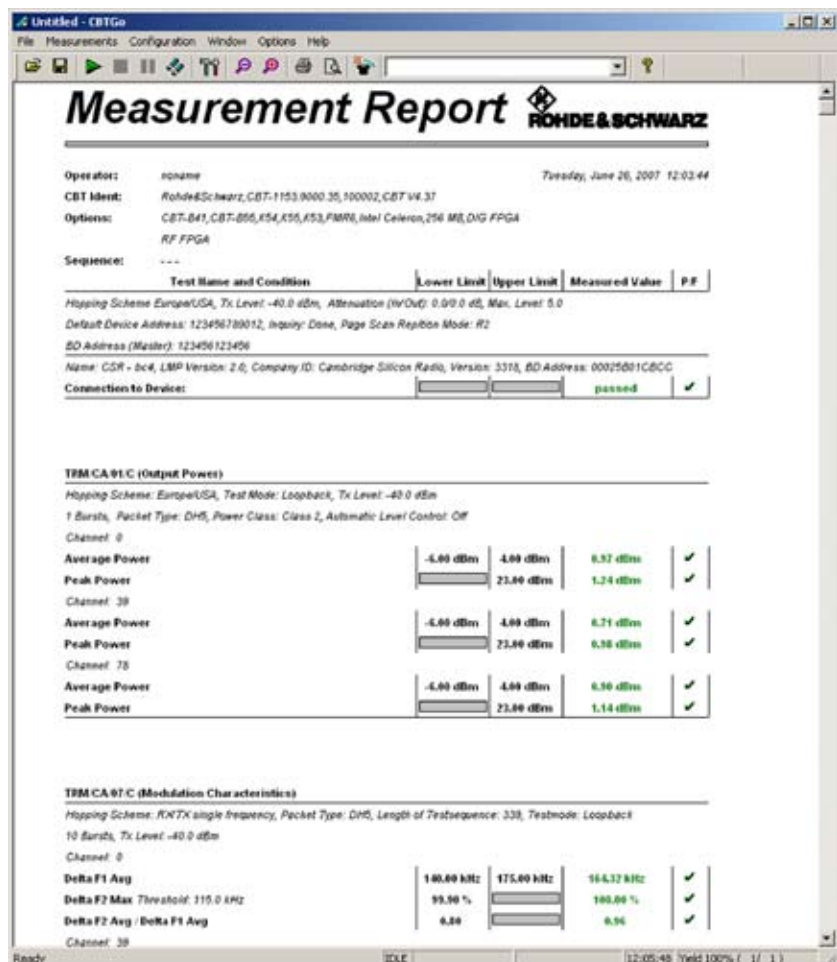 Untitled - CBTGo
File Measurements Configuration Window Options Help
Measurement Report ROHDE&SCHWARZ
Operator: noname Tuesday, June 26, 2007 12:03:44
CBT Ident: Rohde&Schwarz,CBT-1153.9000.35,100002,CBT V4.37
Options: CBT-B41,CBT-B55,K54,K55,K53,FMR6,Intel Celeron,256 MB,DIG FPGA
RF FPGA
Sequence: - - -
Test Name and Condition Lower Limit Upper Limit Measured Value P.F
Hopping Scheme Europe/USA, Tx Level: -40.0 dBm, Attenuation (In/Out): 0.0/0.0 dB, Max. Level: 5.0
Default Device Address: 123456789012, Inquiry: Done, Page Scan Repition Mode: R2
BD Address (Master): 123456123456
Name: CSR - bc4, LMP Version: 2.0; Company ID: Cambridge Silicon Radio, Version: 3318, BD Address: 00025B01CBCC
Connection to Device: passed ✔
TRM/CA/01/C (Output Power)
Hopping Scheme: Europe/USA, Test Mode: Loopback, Tx Level: -40.0 dBm
1 Bursts, Packet Type: DH5, Power Class: Class 2, Automatic Level Control: Off
Channel: 0
Average Power -6.00 dBm 4.00 dBm 0.97 dBm ✔
Peak Power 23.00 dBm 1.24 dBm ✔
Channel: 39
Average Power -6.00 dBm 4.00 dBm 0.71 dBm ✔
Peak Power 23.00 dBm 0.98 dBm ✔
Channel: 78
Average Power -6.00 dBm 4.00 dBm 0.90 dBm ✔
Peak Power 23.00 dBm 1.14 dBm ✔
TRM/CA/07/C (Modulation Characteristics)
Hopping Scheme: RX/TX single frequency, Packet Type: DH5, Length of Testsequence: 339, Testmode: Loopback
10 Bursts, Tx Level: -40.0 dBm
Channel: 0
Delta F1 Avg 140.00 kHz 175.00 kHz 164.32 kHz ✔
Delta F2 Max Threshold: 115.0 kHz 99.90 % 100.00 % ✔
Delta F2 Avg / Delta F1 Avg 0.80 0.96 ✔
Channel: 39
Ready IDLE 12:05:48 Yield 100% ( 1/ 1 )